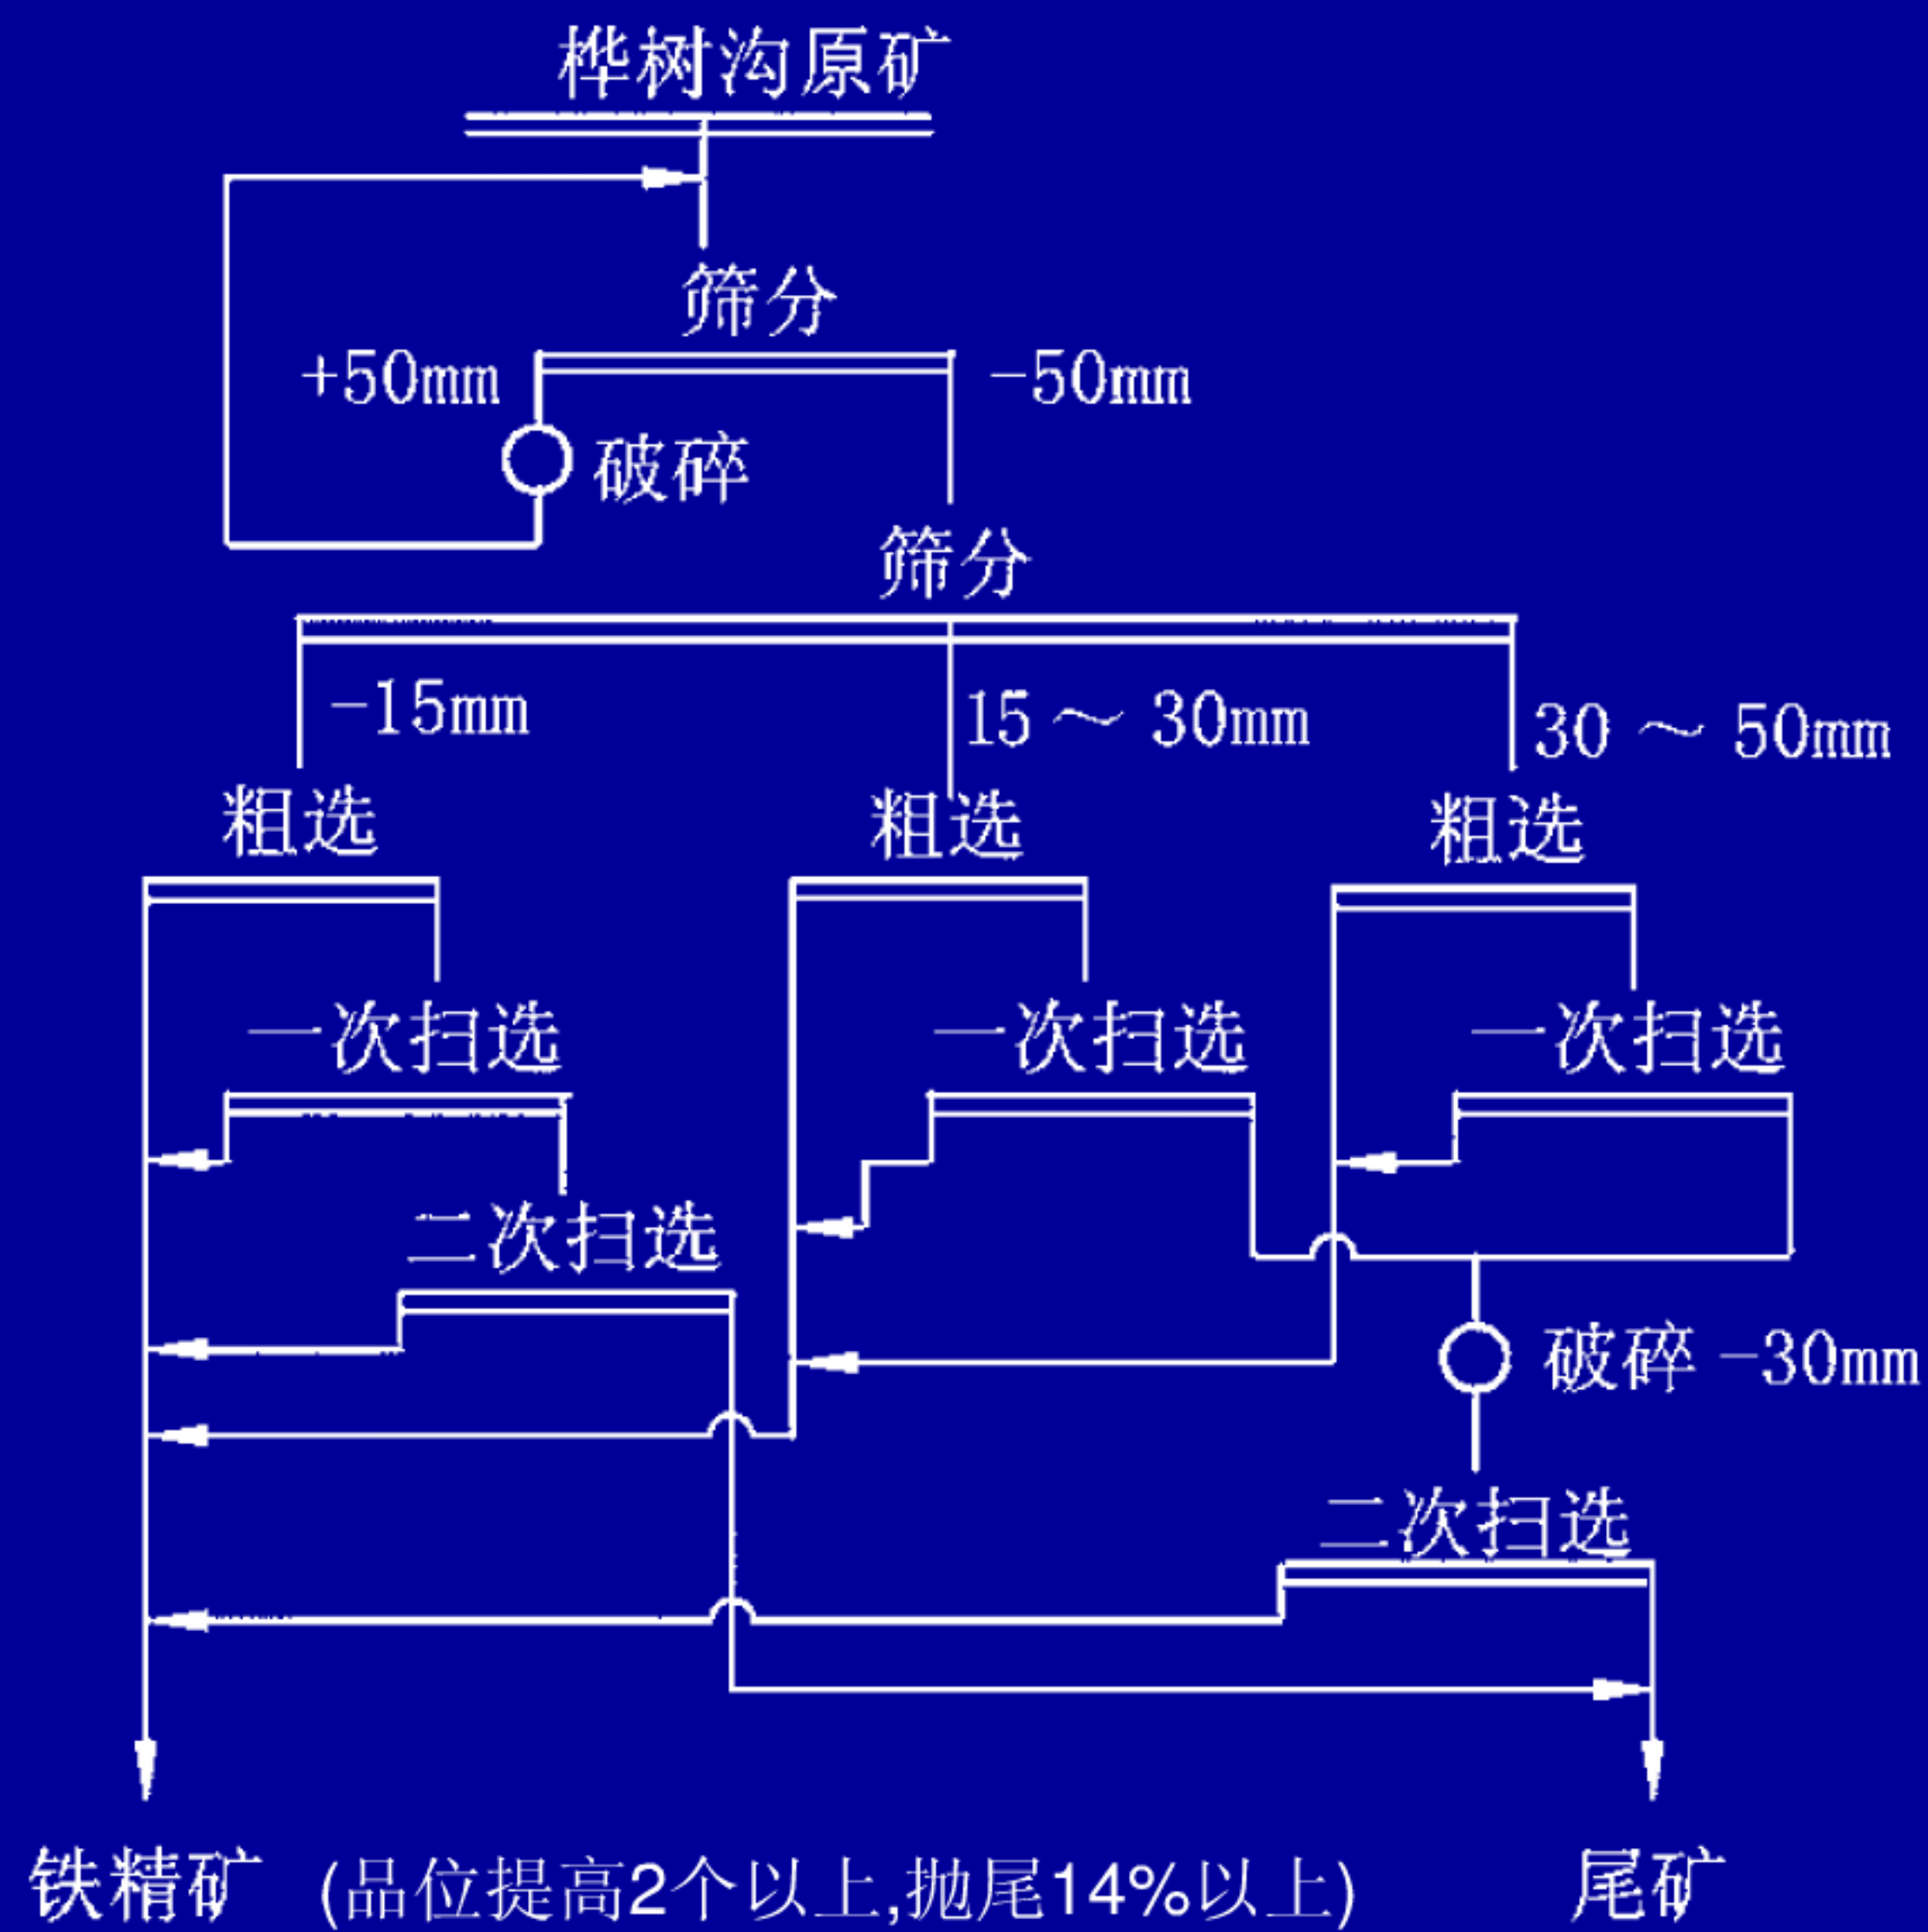 桦树沟原矿
筛分
+50mm
-50mm
破碎
筛分
-15mm
15～30mm
30～50mm
粗选
粗选
粗选
一次扫选
一次扫选
一次扫选
二次扫选
破碎 -30mm
二次扫选
铁精矿 (品位提高2个以上,抛尾14%以上)
尾矿